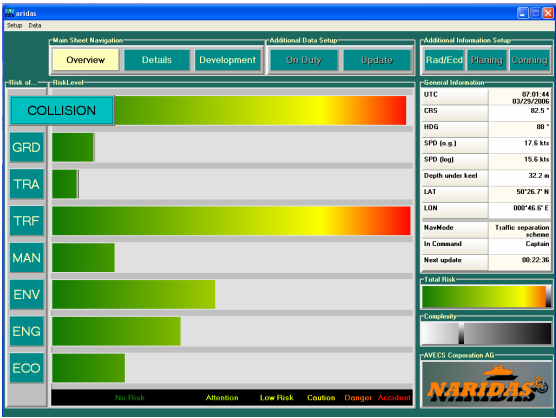 aridas
Setup Data
Main Sheet Navigation
Additional Data Setup
Additional Information Setup
Overview Details Development On Duty Update Rad/Ecd Planing Conning
Risk of... RiskLevel
COLLISION
GRD
TRA
TRF
MAN
ENV
ENG
ECO
No Risk Attention Low Risk Caution Danger Accident
General Information
UTC 07:01:44
03/29/2006
CRS 82.5 °
HDG 88 °
SPD (o.g.) 17.6 kts
SPD (log) 15.6 kts
Depth under keel 32.2 m
LAT 50°26.7' N
LON 000°46.6' E
NavMode Traffic separation
scheme
In Command Captain
Next update 00:22:36
Total Risk
Complexity
AVECS Corporation AG
NARIDAS®